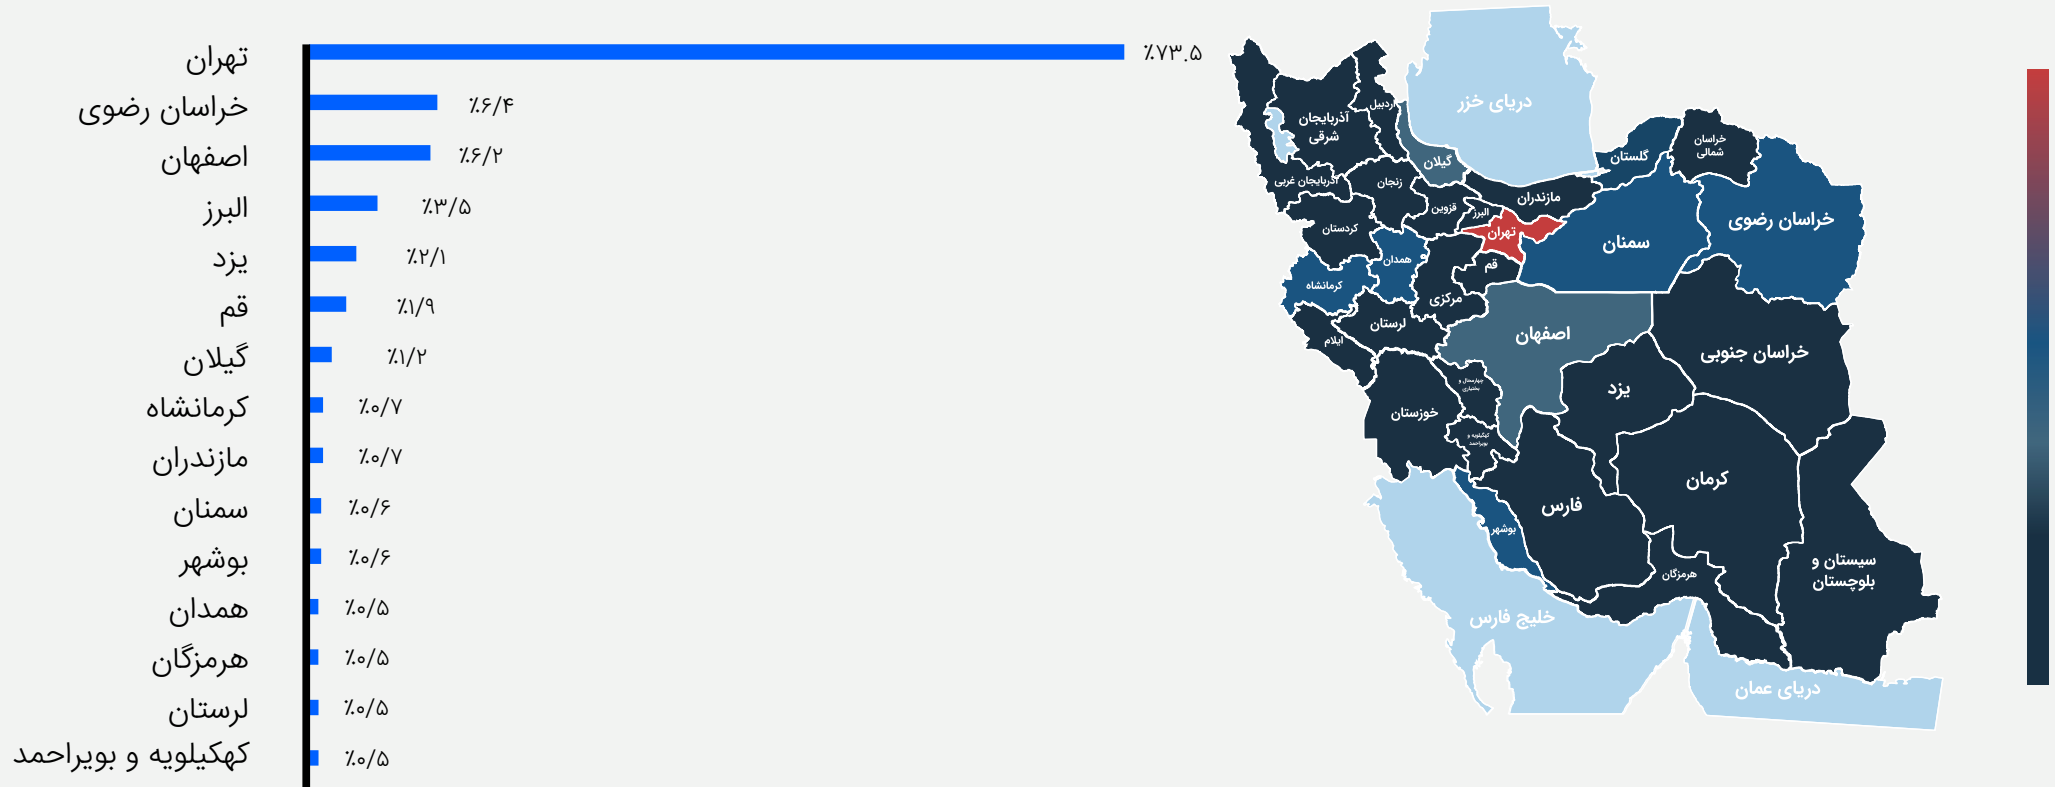 تهران ٪۷۳.۵
خراسان رضوی ٪۶/۴
اصفهان ٪۶/۲
البرز ٪۳/۵
یزد ٪۲/۱
قم ٪۱/۹
گیلان ٪۱/۲
کرمانشاه ٪۰/۷
مازندران ٪۰/۷
سمنان ٪۰/۶
بوشهر ٪۰/۶
همدان ٪۰/۵
هرمزگان ٪۰/۵
لرستان ٪۰/۵
کهکیلویه و بویراحمد ٪۰/۵
دریای خزر
اردبیل
آذربایجان
شرقی
خراسان
شمالی
گلستان
گیلان
آذربایجان غربی
زنجان
مازندران
قزوین
البرز
خراسان رضوی
کردستان
تهران
سمنان
همدان
قم
کرمانشاه
مرکزی
لرستان
اصفهان
ایلام
خراسان جنوبی
چهارمحال و
بختیاری
یزد
خوزستان
کهکیلویه و
بویراحمد
کرمان
فارس
بوشهر
سیستان و
بلوچستان
هرمزگان
خلیج فارس
دریای عمان